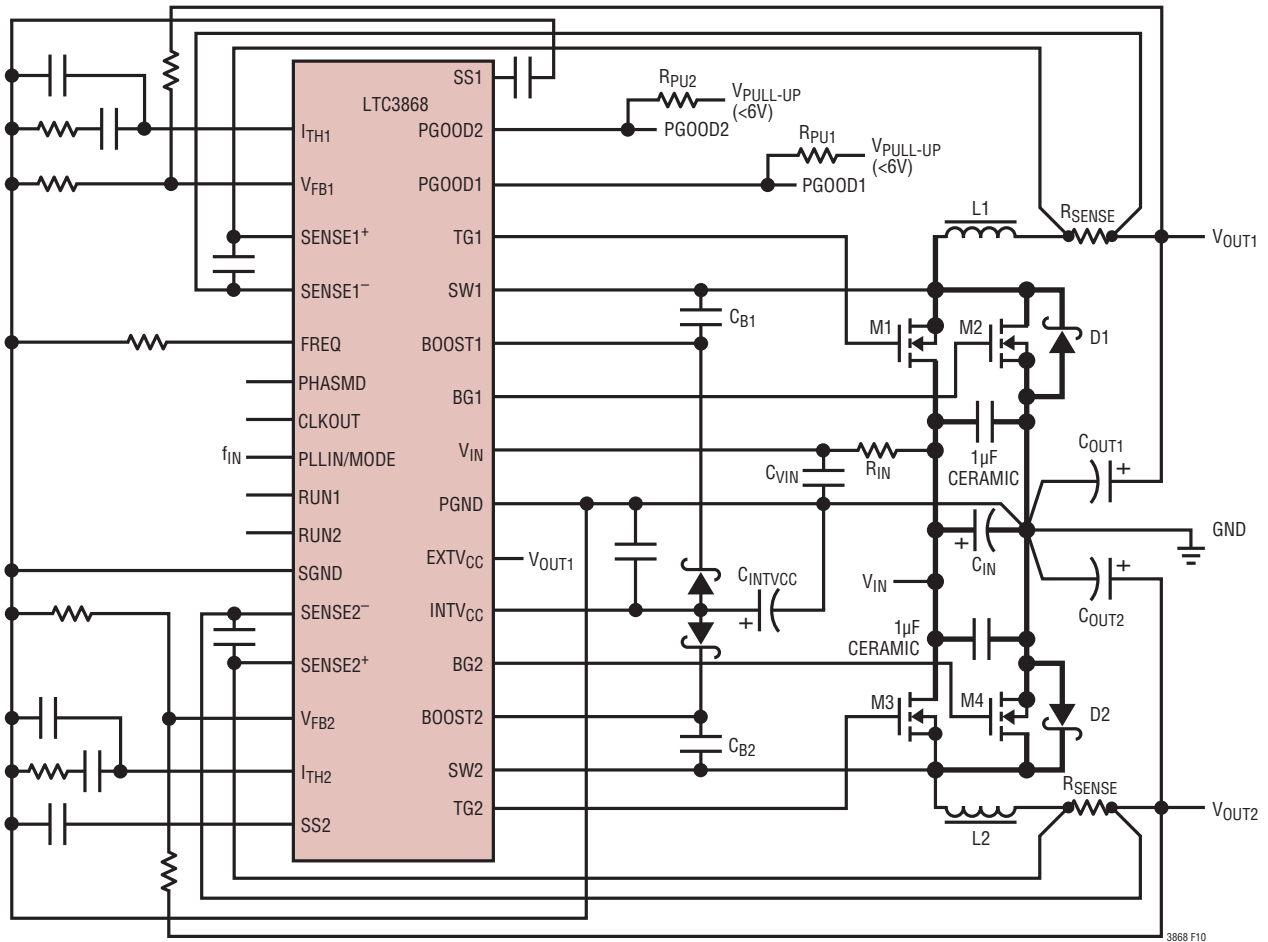 LTC3868
SS1
PGOOD2
PGOOD1
TG1
SW1
BOOST1
BG1
VIN
PGND
EXTVCC
INTVCC
BG2
BOOST2
SW2
TG2
ITH1
VFB1
SENSE1+
SENSE1–
FREQ
PHASMD
CLKOUT
PLLIN/MODE
RUN1
RUN2
SGND
SENSE2–
SENSE2+
VFB2
ITH2
SS2
fIN
RPU2
VPULL-UP
(<6V)
PGOOD2
RPU1
VPULL-UP
(<6V)
PGOOD1
L1
RSENSE
VOUT1
CB1
M1
M2
D1
1µF
CERAMIC
RIN
CVIN
COUT1
+
GND
+
CIN
VOUT1
CINTVCC
+
VIN
+
COUT2
1µF
CERAMIC
M3
M4
D2
CB2
RSENSE
VOUT2
L2
3868 F10